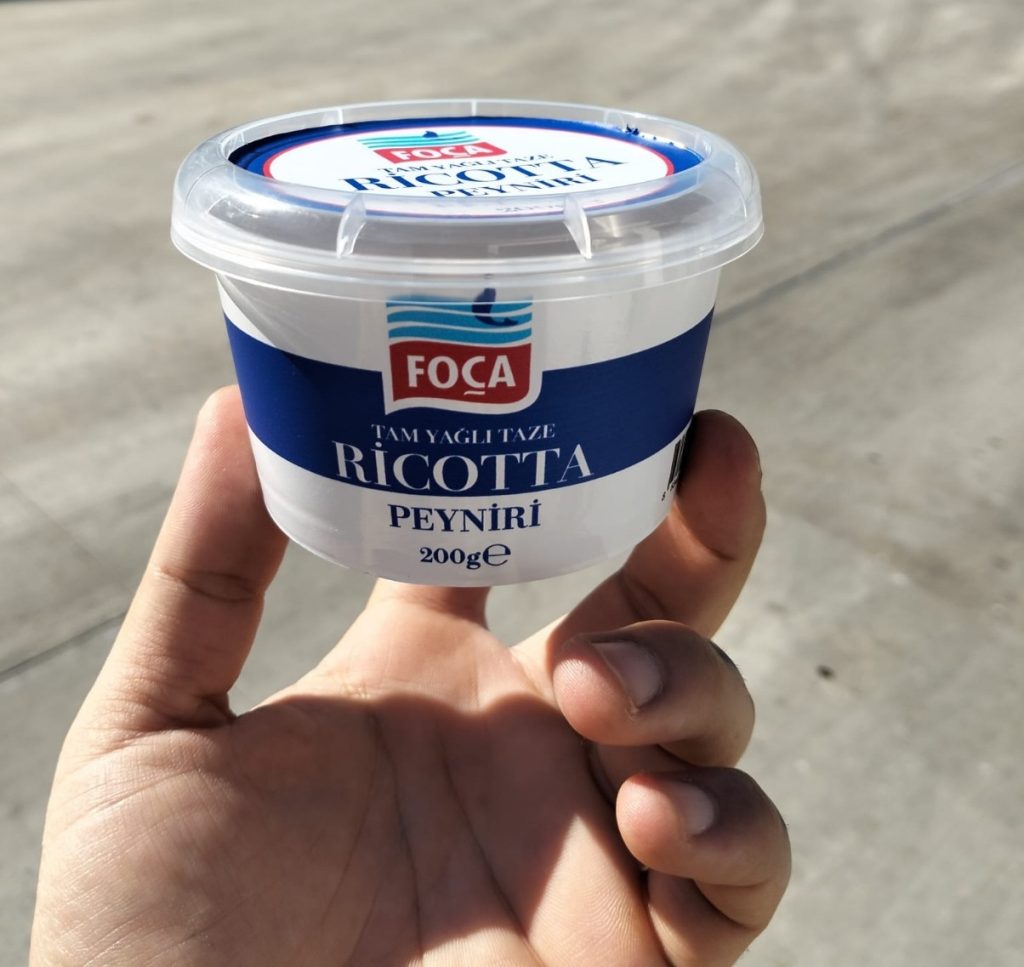 FOÇA
TAM YAĞLI TAZE
RİCOTTA
PEYNİRİ
FOÇA
TAM YAĞLI TAZE
RİCOTTA
PEYNİRİ
200g℮